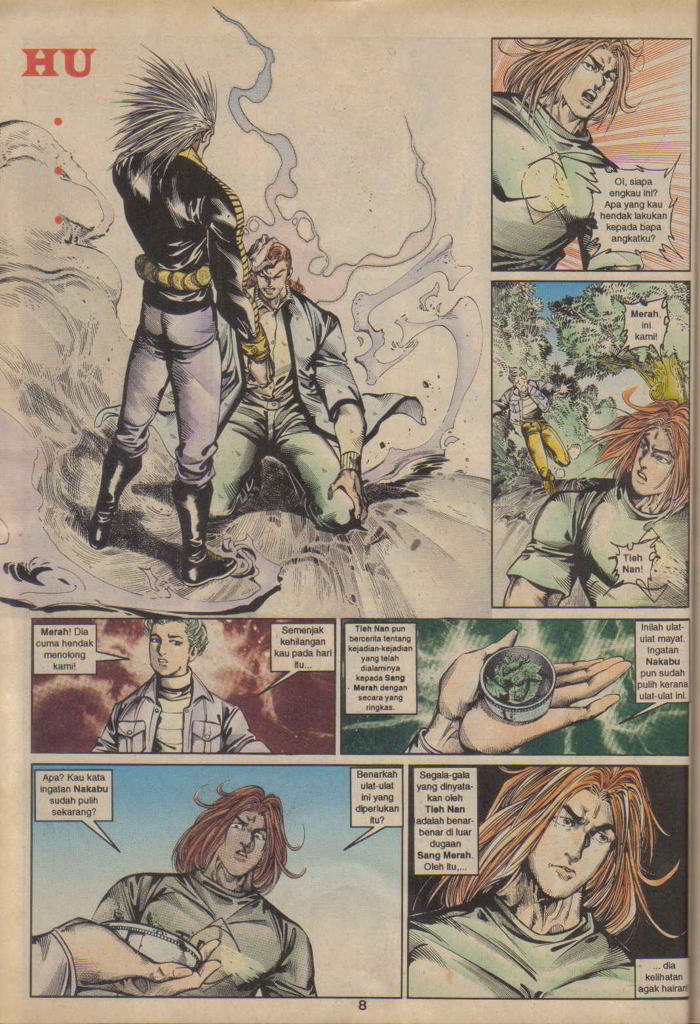 HU
Oi, siapa
engkau ini?
Apa yang kau
hendak lakukan
kepada bapa
angkatku?
Merah,
ini
kami!
Tieh
Nan!
Merah! Dia
cuma hendak
menolong
kami!
Semenjak
kehilangan
kau pada hari
itu...
Tieh Nan pun
bercerita tentang
kejadian-kejadian
yang telah
dialaminya
kepada Sang
Merah dengan
secara yang
ringkas.
Inilah ulat-
ulat mayat.
Ingatan
Nakabu
pun sudah
pulih kerana
ulat-ulat ini.
Apa? Kau kata
ingatan Nakabu
sudah pulih
sekarang?
Benarkah
ulat-ulat
ini yang
diperlukan
itu?
Segala-gala
yang dinyata-
kan oleh
Tieh Nan
adalah benar-
benar di luar
dugaan
Sang Merah.
Oleh itu,...
... dia
kelihatan
agak hairan
8